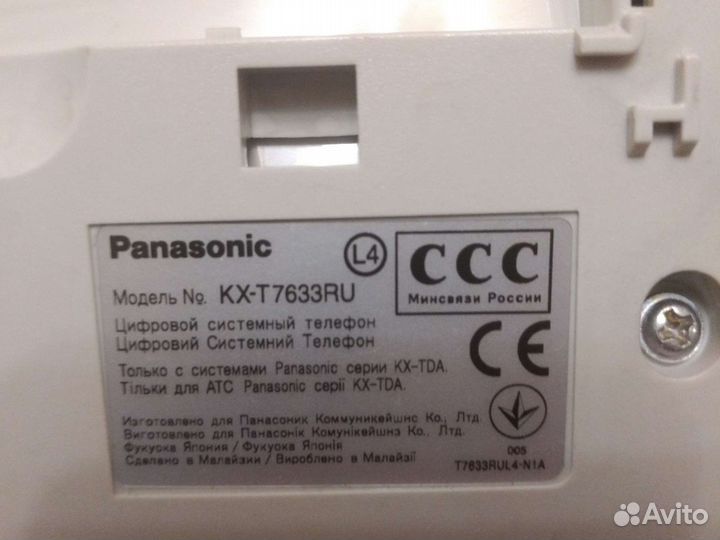 Panasonic
L4
ССС
Минсвязи России
Модель No. KX-T7633RU
Цифровой системный телефон
Цифровий Системний Телефон
CE
Только с системами Panasonic серии KX-TDA.
Тільки для АТС Panasonic серії KX-TDA.
Изготовлено для Панасоник Коммуникейшнс Ко., Лтд.
Виготовлено для Панасонік Комунікейшнз Ко., Лтд.
Фукуока Япония / Фукуока Японія
Сделано в Малайзии / Вироблено в Малайзії
005
T7633RUL4-N1A
Avito